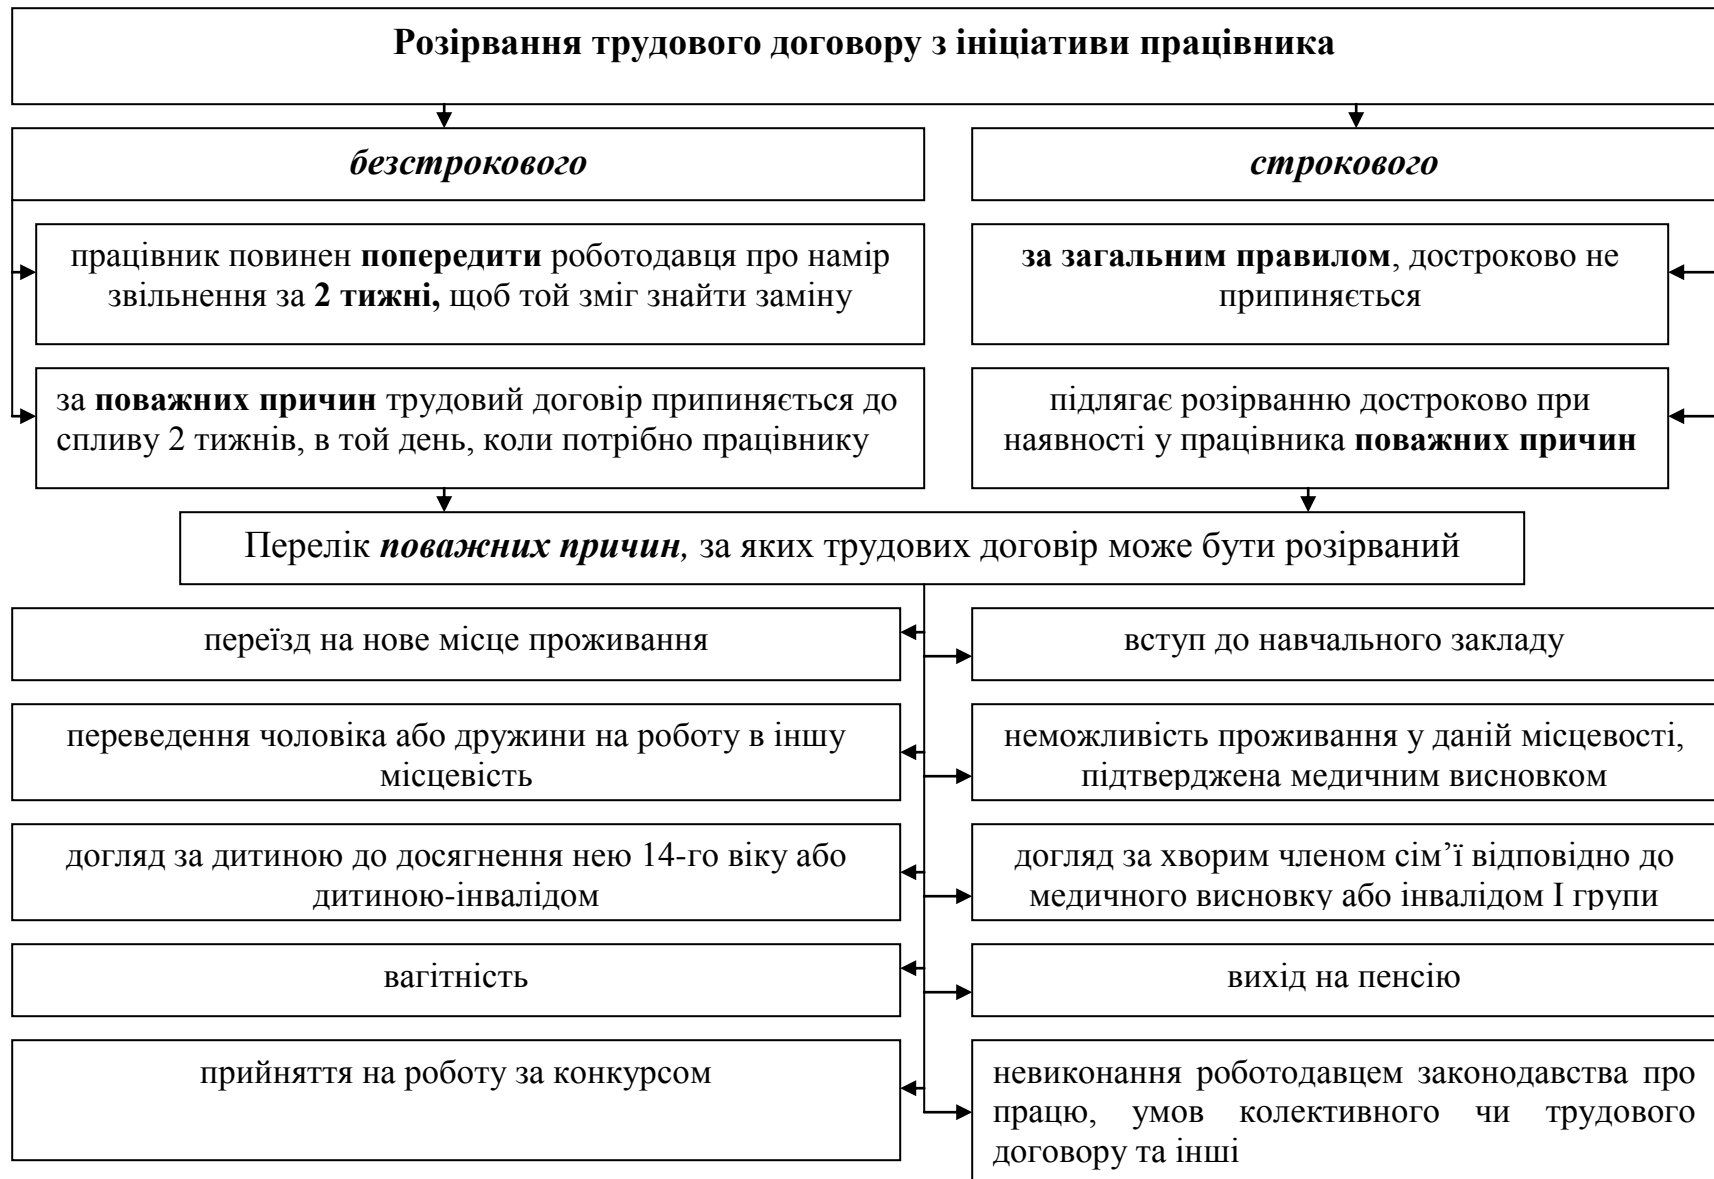 Розірвання трудового договору з ініціативи працівника
безстрокового
строкового
працівник повинен попередити роботодавця про намір
звільнення за 2 тижні, щоб той зміг знайти заміну
за загальним правилом, достроково не
припиняється
за поважних причин трудовий договір припиняється до
спливу 2 тижнів, в той день, коли потрібно працівнику
підлягає розірванню достроково при
наявності у працівника поважних причин
Перелік поважних причин, за яких трудових договір може бути розірваний
переїзд на нове місце проживання
вступ до навчального закладу
переведення чоловіка або дружини на роботу в іншу
місцевість
неможливість проживання у даній місцевості,
підтверджена медичним висновком
догляд за дитиною до досягнення нею 14-го віку або
дитиною-інвалідом
догляд за хворим членом сім’ї відповідно до
медичного висновку або інвалідом І групи
вагітність
вихід на пенсію
прийняття на роботу за конкурсом
невиконання роботодавцем законодавства про
працю, умов колективного чи трудового
договору та інші